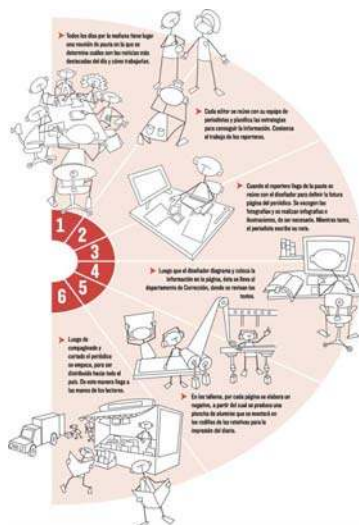 Todos los días por la mañana tiene lugar
una reunión de pauta en la que se
determina cuáles son las noticias más
destacadas del día y cómo trabajarlas.
Cada editor se reúne con su equipo de
periodistas y planifica las estrategias
para conseguir la información. Comienza
el trabajo de los reporteros.
Cuando el reportero llega de la pauta se
reúne con el diseñador para definir la futura
página del periódico. Se escogen las
fotografías y se realizan infografías e
ilustraciones, de ser necesario. Mientras tanto,
el periodista escribe su nota.
1
2
3
4
5
6
Luego que el diseñador diagrama y coloca la
información en la página, ésta se lleva al
departamento de Corrección, donde se revisan los
textos.
Luego de
compaginado y
cortado el periódico
se empaca, para ser
distribuido hacia todo el
país. De esta manera llega a
las manos de los lectores.
En los talleres, por cada página se elabora un
negativo, a partir del cual se produce una
plancha de aluminio que se montará en
los rodillos de las rotativas para la
impresión del diario.